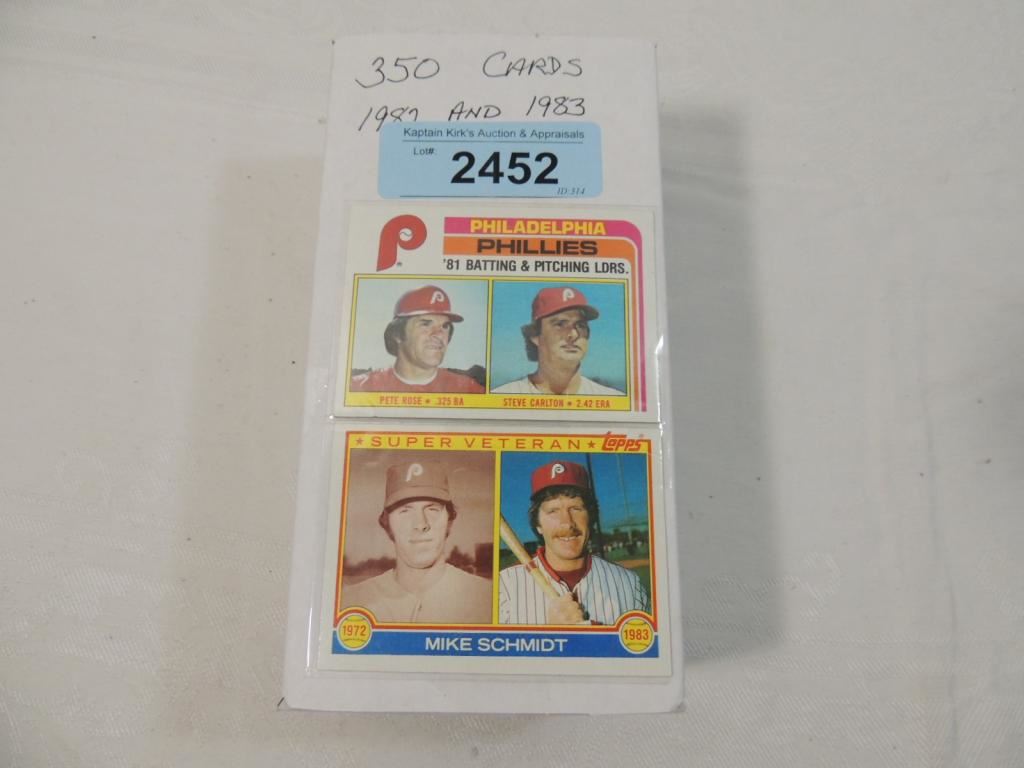 350 CARDS
1982 AND 1983
Kaptain Kirk's Auction & Appraisals
Lot#:
2452
ID:314
P
PHILADELPHIA
PHILLIES
'81 BATTING & PITCHING LDRS.
PETE ROSE • .325 BA
STEVE CARLTON • 2.42 ERA
★ SUPER VETERAN ★ Topps
1972
MIKE SCHMIDT
1983